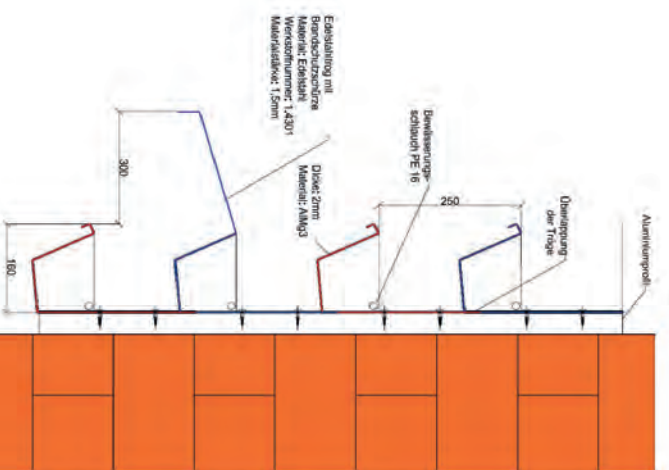 Aluminiumprofil
Überlappung
der Tröge
250
Bewässerungs-
schlauch PE 16
Dicke: 2mm
Material: AlMg3
Edelstahltrog mit
Brandschutzschürze
Material: Edelstahl
Werkstoffnummer: 1.4301
Materialstärke: 1,5mm
300
160